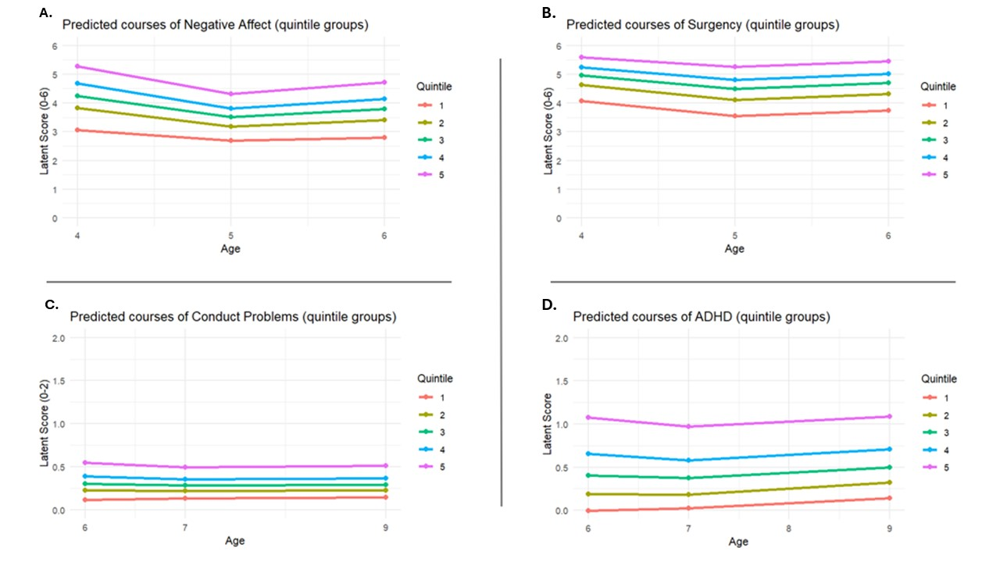 A.
Predicted courses of Negative Affect (quintile groups)
Latent Score (0-6)
6
5
4
3
2
1
0
4
5
6
Age
Quintile
1
2
3
4
5
B.
Predicted courses of Surgency (quintile groups)
Latent Score (0-6)
6
5
4
3
2
1
0
4
5
6
Age
Quintile
1
2
3
4
5
C.
Predicted courses of Conduct Problems (quintile groups)
Latent Score (0-2)
2.0
1.5
1.0
0.5
0.0
6
7
9
Age
Quintile
1
2
3
4
5
D.
Predicted courses of ADHD (quintile groups)
Latent Score
2.0
1.5
1.0
0.5
0.0
6
7
8
9
Age
Quintile
1
2
3
4
5